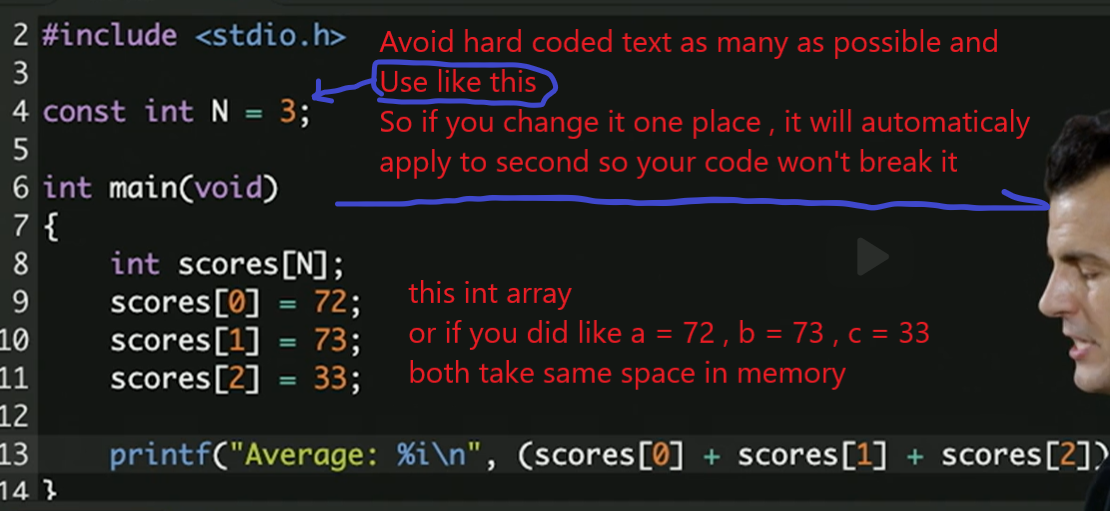 2 #include <stdio.h>
Avoid hard coded text as many as possible and
3
Use like this
4 const int N = 3;
So if you change it one place , it will automaticaly
5
apply to second so your code won't break it
6 int main(void)
7 {
8 int scores[N];
9 scores[0] = 72;
this int array
10 scores[1] = 73;
or if you did like a = 72 , b = 73 , c = 33
11 scores[2] = 33;
both take same space in memory
12
13 printf("Average: %i\n", (scores[0] + scores[1] + scores[2])
14 }